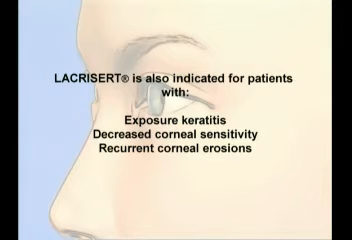 LACRISERT® is also indicated for patients
with:
Exposure keratitis
Decreased corneal sensitivity
Recurrent corneal erosions